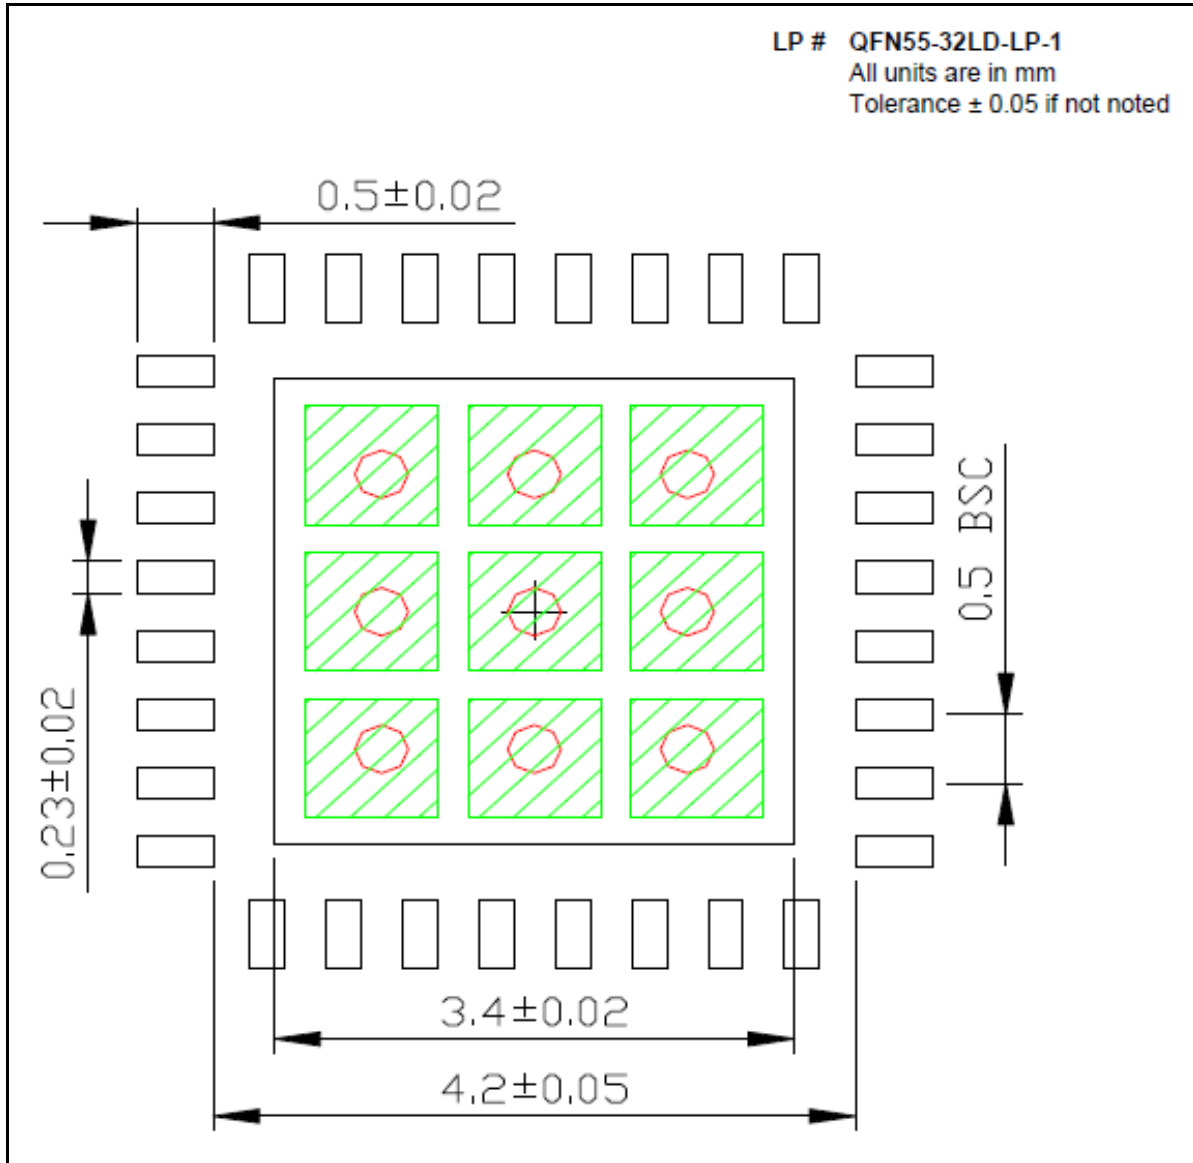 LP # QFN55-32LD-LP-1
All units are in mm
Tolerance ± 0.05 if not noted
0.5±0.02
0.5 BSC
0.23±0.02
3.4±0.02
4.2±0.05